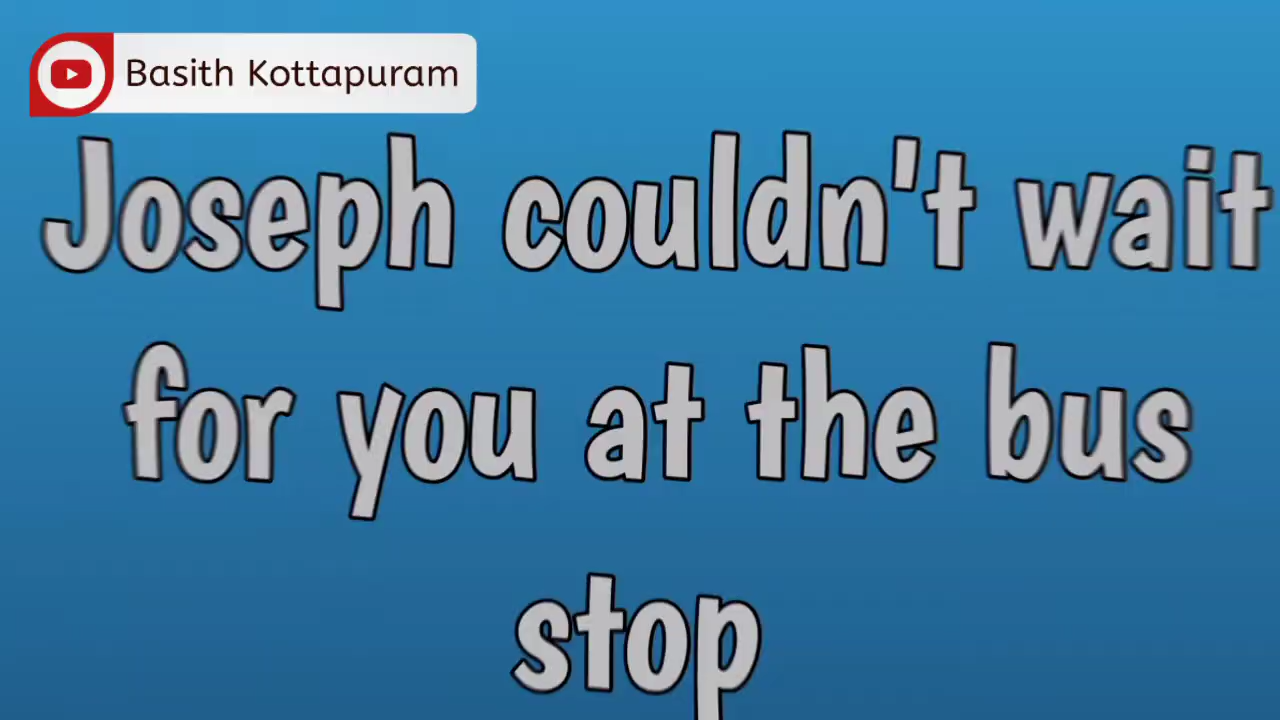 Basith Kottapuram
Joseph couldn't wait
for you at the bus
stop